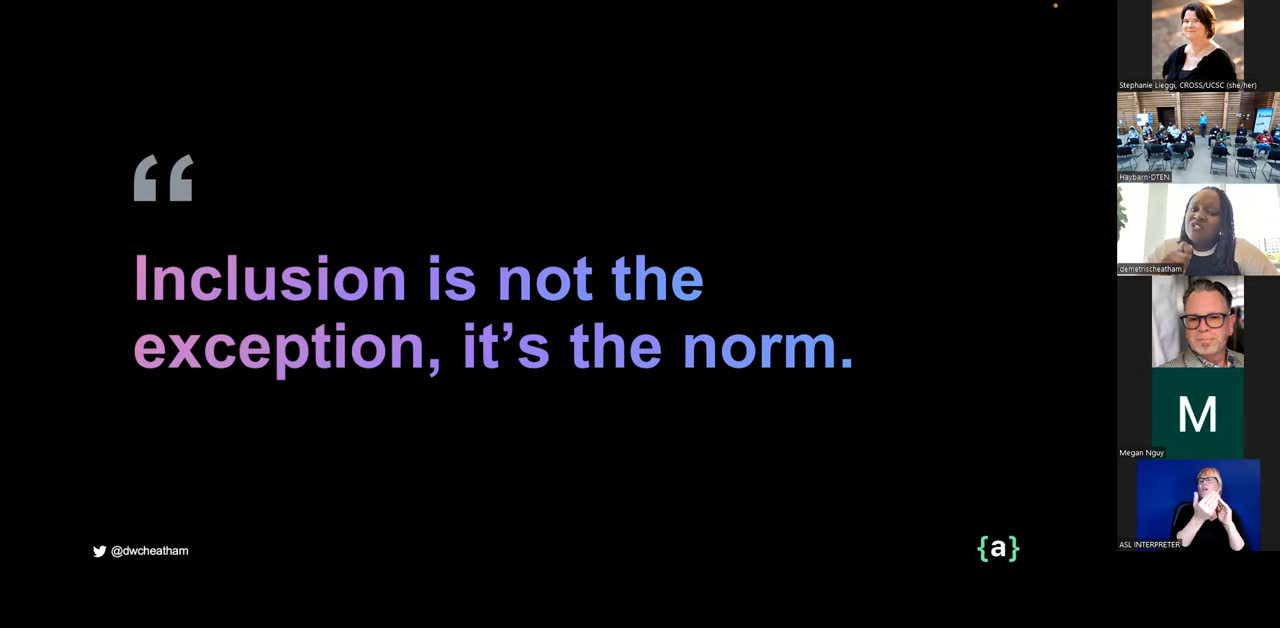 “
Inclusion is not the
exception, it’s the norm.
@dwcheatham
{a}
Stephanie Lieggi, CROSS/UCSC (she/her)
Haybarn-DTEN
demetrischeatham
M
Megan Nguy
ASL INTERPRETER